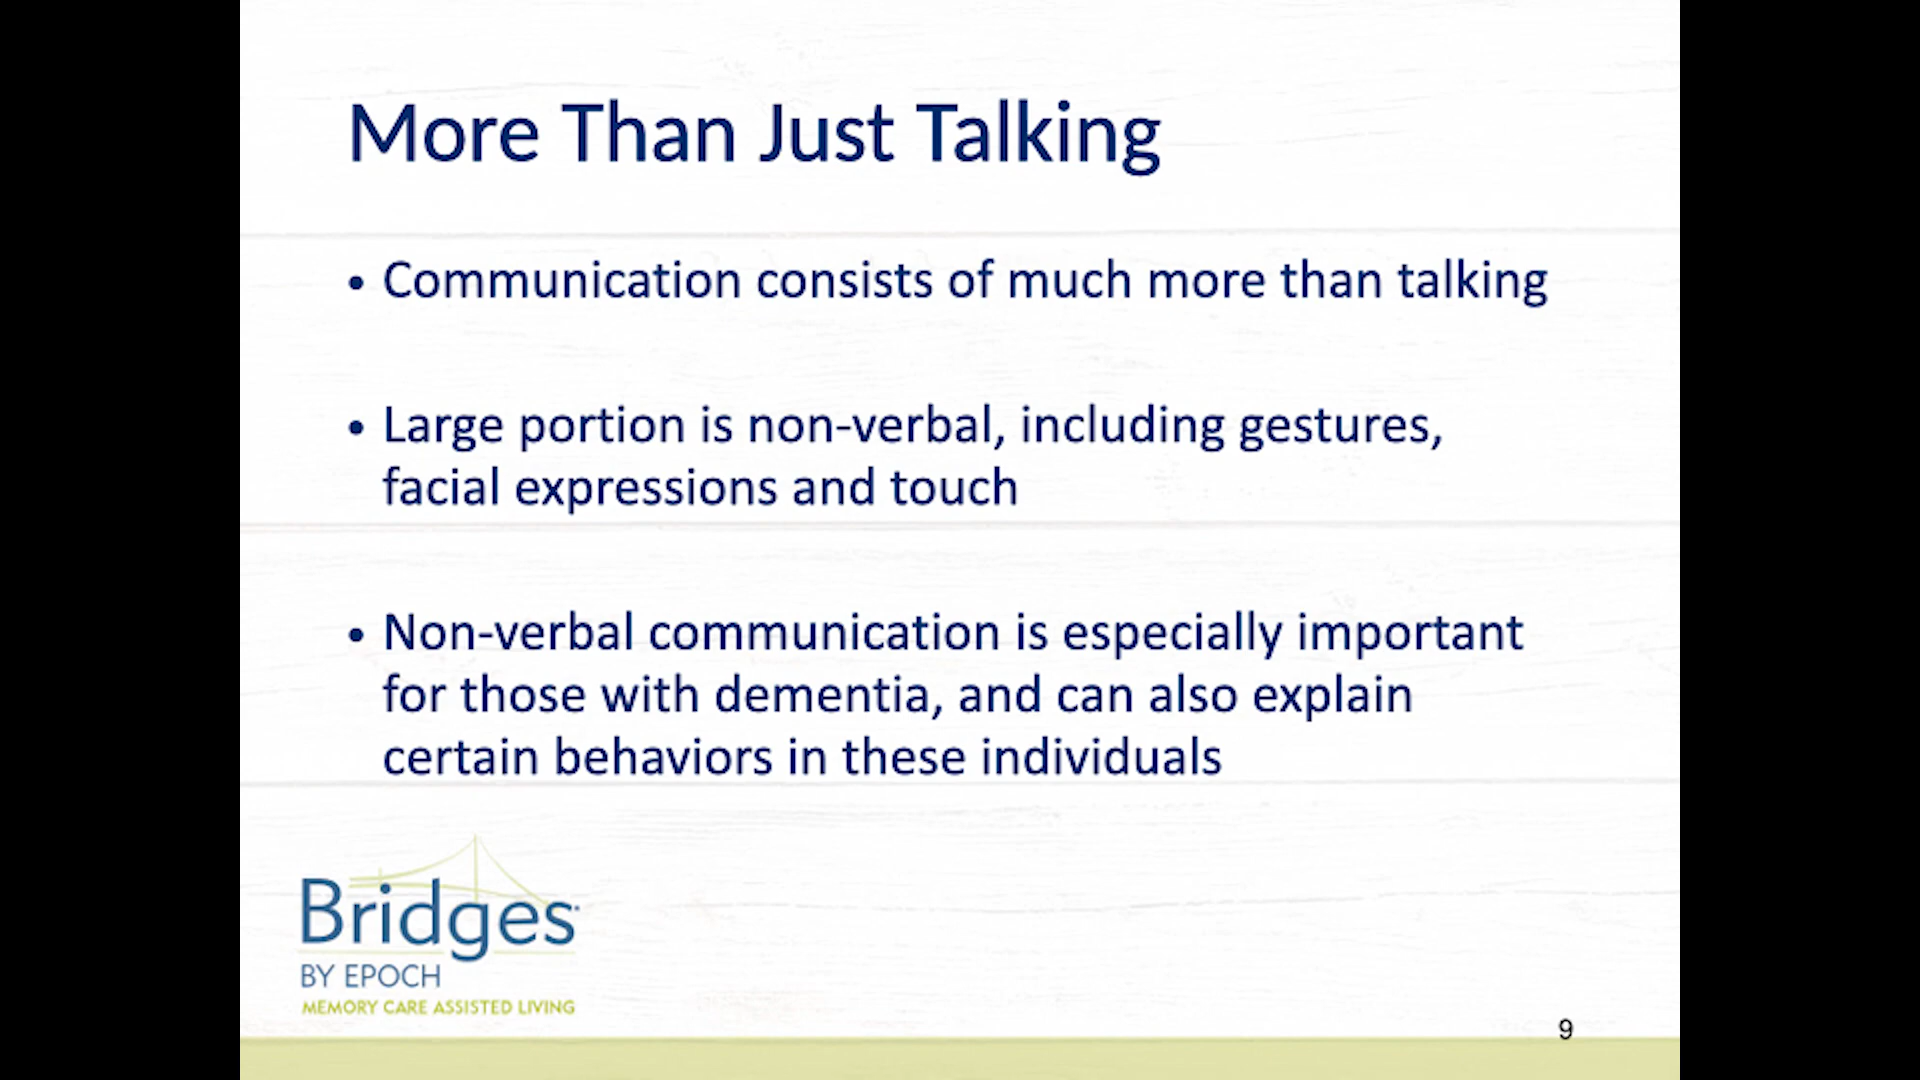 More Than Just Talking
• Communication consists of much more than talking
• Large portion is non-verbal, including gestures,
facial expressions and touch
• Non-verbal communication is especially important
for those with dementia, and can also explain
certain behaviors in these individuals
Bridges
BY EPOCH
MEMORY CARE ASSISTED LIVING
9